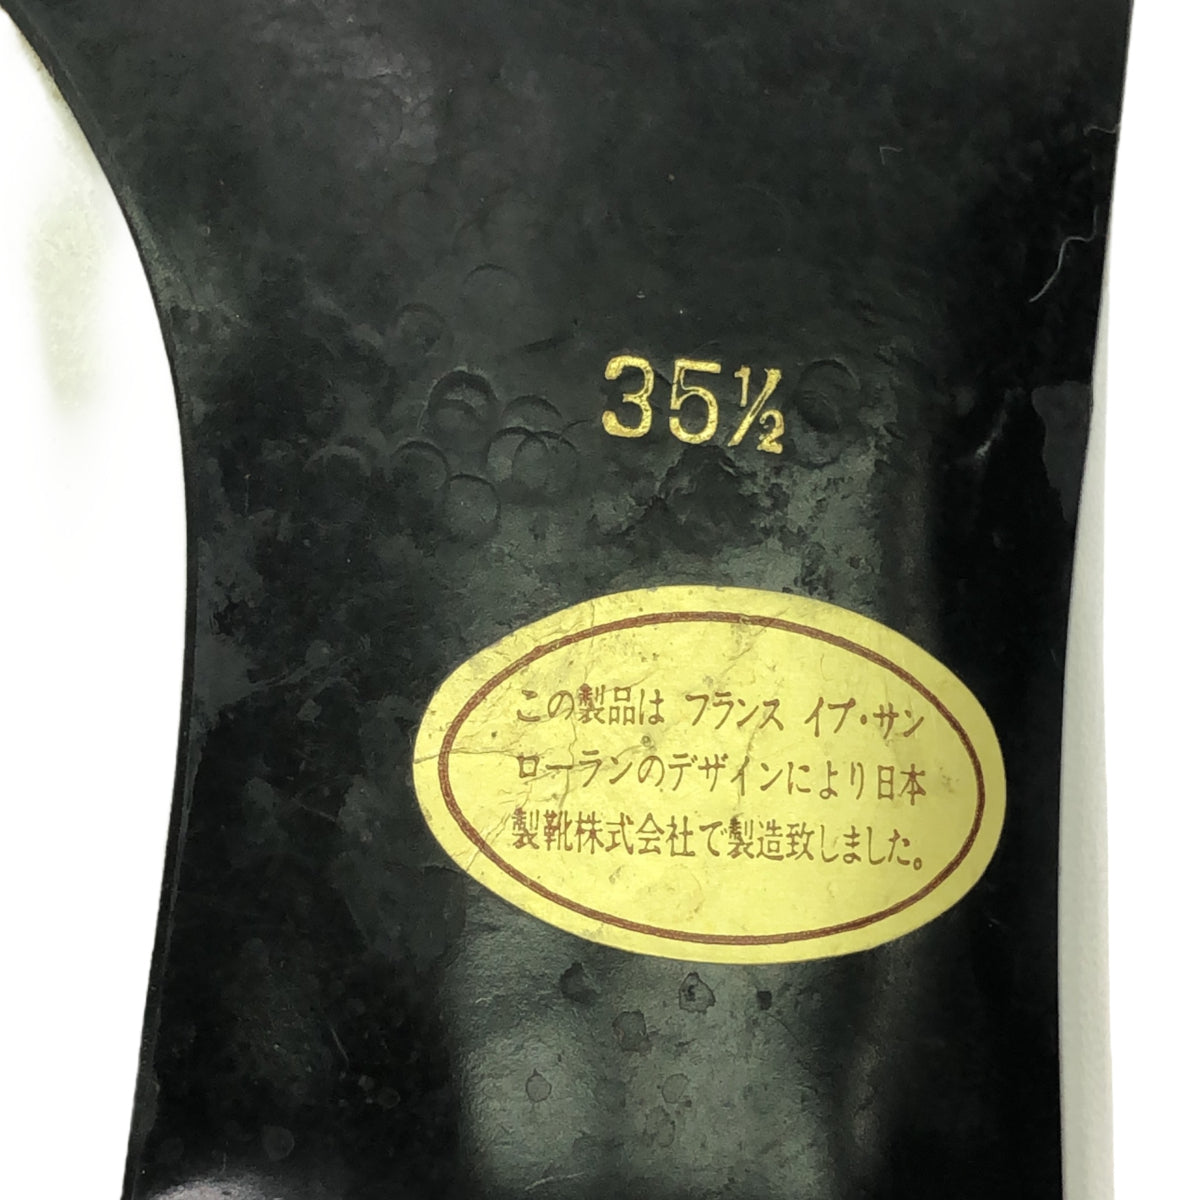 35½
この製品は フランス イブ・サン
ローランのデザインにより日本
製靴株式会社で製造致しました。